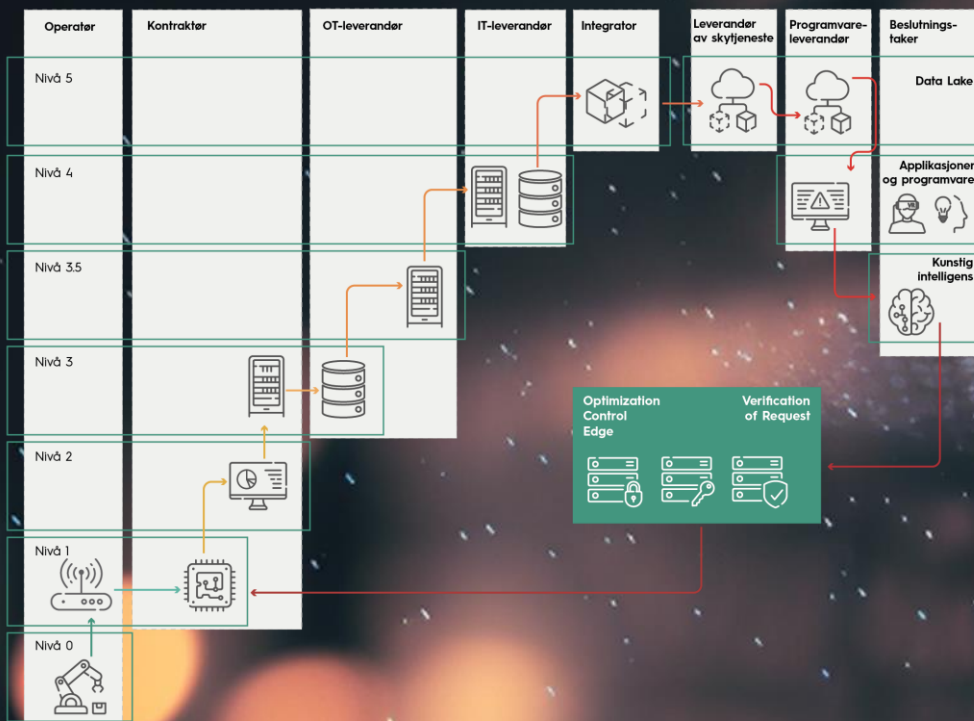 Operatør
Kontraktør
OT-leverandør
IT-leverandør
Integrator
Leverandør
av skytjeneste
Programvare-
leverandør
Beslutnings-
taker
Nivå 5
Data Lake
Nivå 4
Applikasjoner
og programvare
VR
Nivå 3.5
Kunstig
intelligens
Nivå 3
Optimization
Control
Edge
Verification
of Request
Nivå 2
Nivå 1
Nivå 0